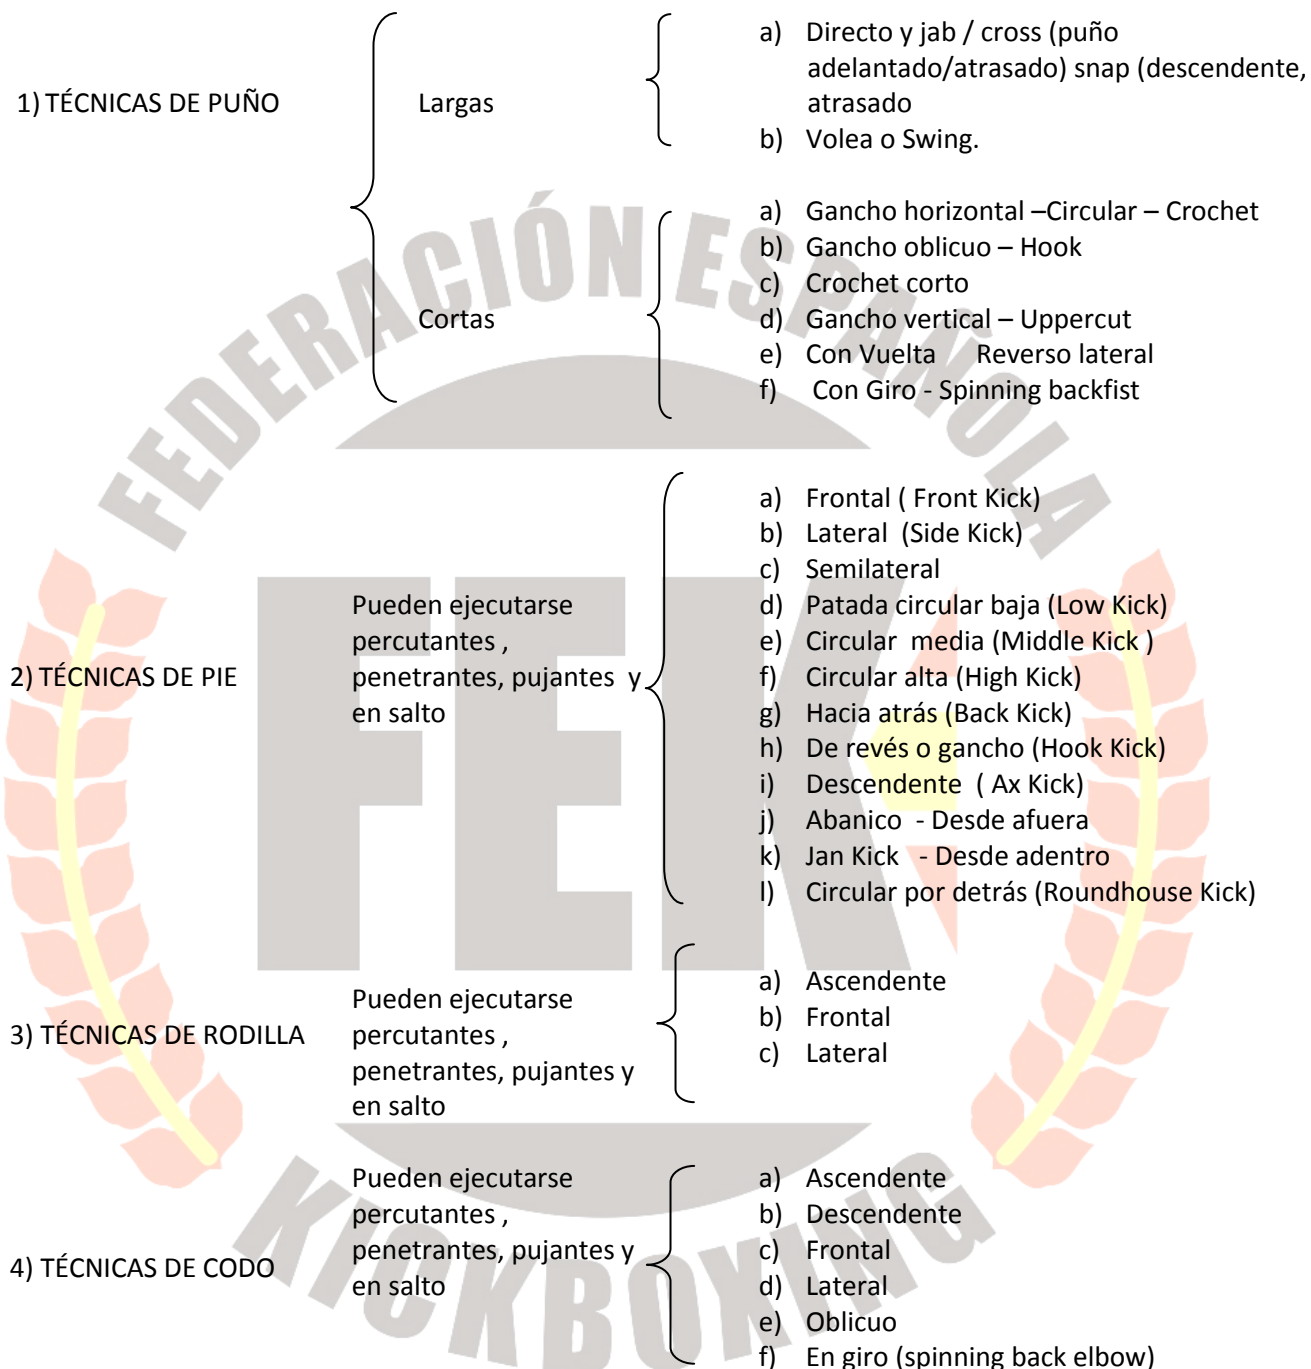 1) TÉCNICAS DE PUÑO
Largas
a) Directo y jab / cross (puño
adelantado/atrasado) snap (descendente,
atrasado
b) Volea o Swing.
Cortas
a) Gancho horizontal –Circular – Crochet
b) Gancho oblicuo – Hook
c) Crochet corto
d) Gancho vertical – Uppercut
e) Con Vuelta Reverso lateral
f) Con Giro - Spinning backfist
2) TÉCNICAS DE PIE
Pueden ejecutarse
percutantes ,
penetrantes, pujantes y
en salto
a) Frontal ( Front Kick)
b) Lateral (Side Kick)
c) Semilateral
d) Patada circular baja (Low Kick)
e) Circular media (Middle Kick )
f) Circular alta (High Kick)
g) Hacia atrás (Back Kick)
h) De revés o gancho (Hook Kick)
i) Descendente ( Ax Kick)
j) Abanico - Desde afuera
k) Jan Kick - Desde adentro
l) Circular por detrás (Roundhouse Kick)
3) TÉCNICAS DE RODILLA
Pueden ejecutarse
percutantes ,
penetrantes, pujantes y
en salto
a) Ascendente
b) Frontal
c) Lateral
4) TÉCNICAS DE CODO
Pueden ejecutarse
percutantes ,
penetrantes, pujantes y
en salto
a) Ascendente
b) Descendente
c) Frontal
d) Lateral
e) Oblicuo
f) En giro (spinning back elbow)
FEDERACIÓN ESPAÑOLA
FEK
KICKBOXING